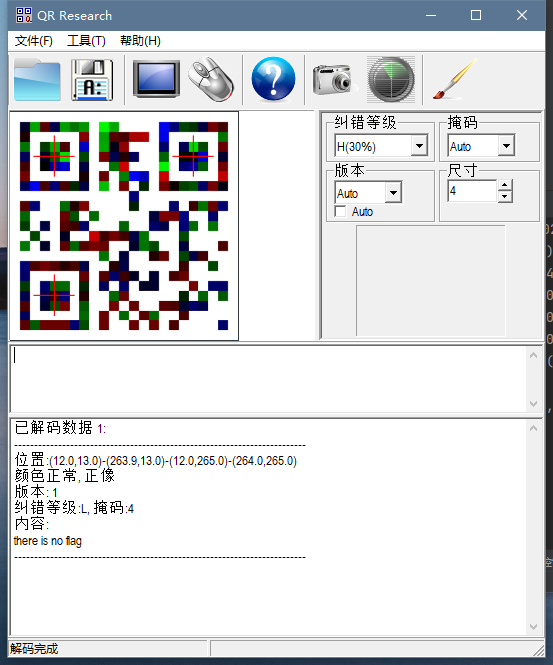 QR Research
文件(F) 工具(T) 帮助(H)
A:
纠错等级 掩码
H(30%) Auto
版本 尺寸
Auto 4
Auto
已解码数据 1:
-----------------------------------------------------------------------
位置:(12.0,13.0)-(263.9,13.0)-(12.0,265.0)-(264.0,265.0)
颜色正常, 正像
版本: 1
纠错等级:L, 掩码:4
内容:
there is no flag
-----------------------------------------------------------------------
解码完成